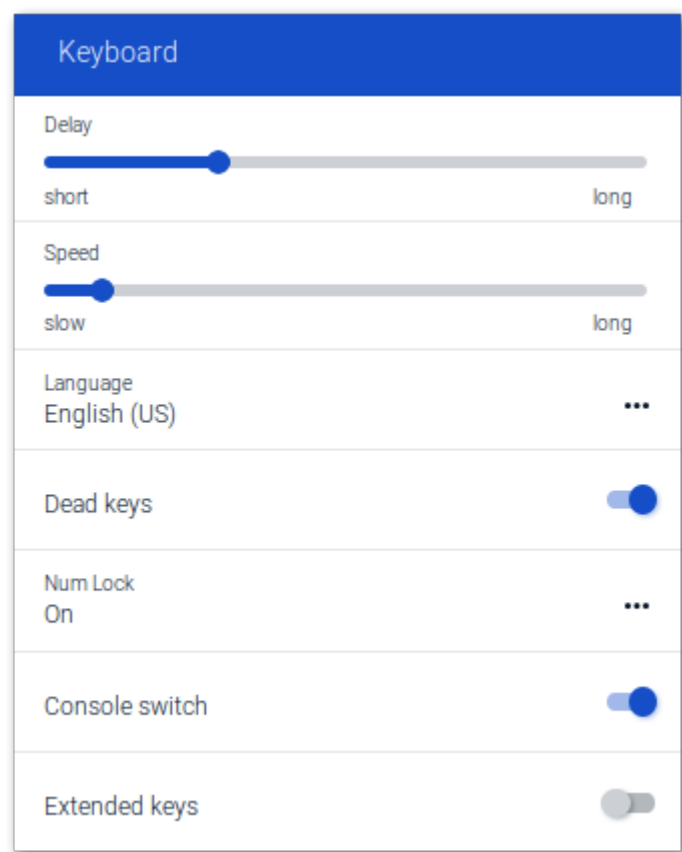 Keyboard
Delay
short long
Speed
slow long
Language
English (US)
Dead keys
Num Lock
On
Console switch
Extended keys